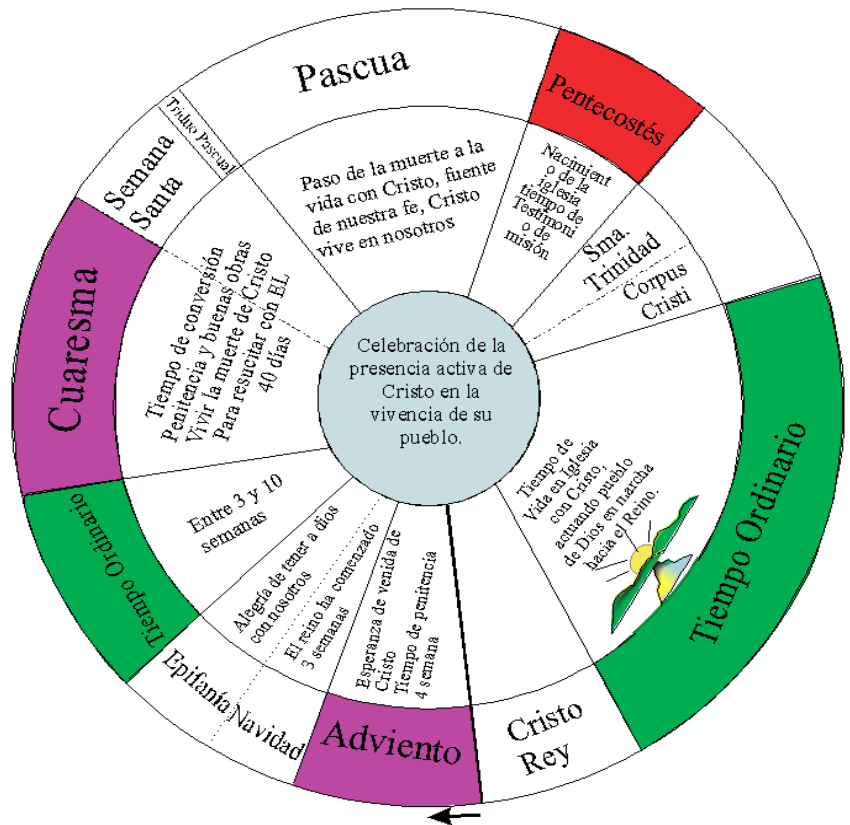 Pascua
Pentecostés
Triduo Pascual
Semana
Santa
Paso de la muerte a la
vida con Cristo, fuente
de nuestra fe, Cristo
vive en nosotros
Nacimient
o de la
iglesia
tiempo de
Testimoni
o de
misión
Sma.
Trinidad
Corpus
Cristi
Cuaresma
Tiempo de conversión
Penitencia y buenas obras
Vivir la muerte de Cristo
Para resucitar con EL
40 días
Celebración de la
presencia activa de
Cristo en la
vivencia de su
pueblo.
Tiempo Ordinario
Tiempo de
Vida en Iglesia
con Cristo,
actuando pueblo
de Dios en marcha
hacia el Reino.
Tiempo Ordinario
Entre 3 y 10
semanas
Alegría de tener a dios
con nosotros
El reino ha comenzado
3 semanas
Esperanza de venida de
Cristo
Tiempo de penitencia
4 semana
Epifanía
Navidad
Adviento
Cristo
Rey